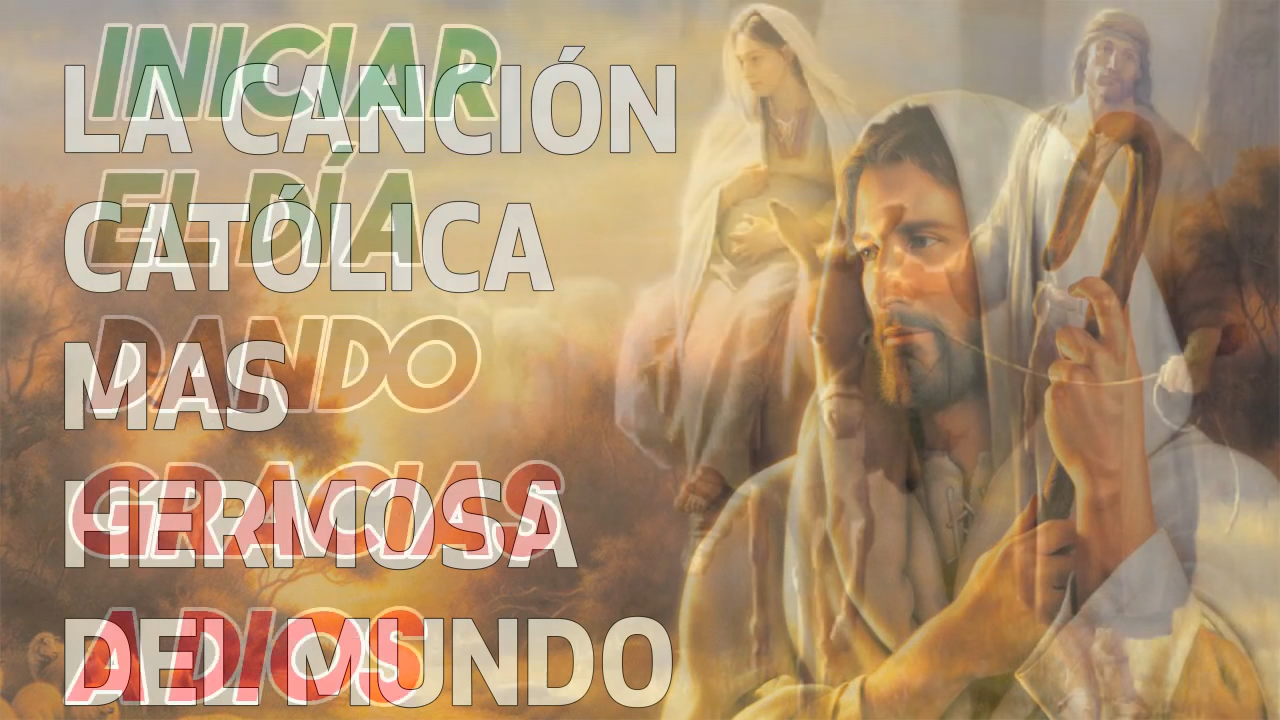 INICIAR
LA CANCIÓN
EL DÍA
CATÓLICA
DANDO
MAS
GRACIAS
HERMOSA
A DIOS
DEL MUNDO